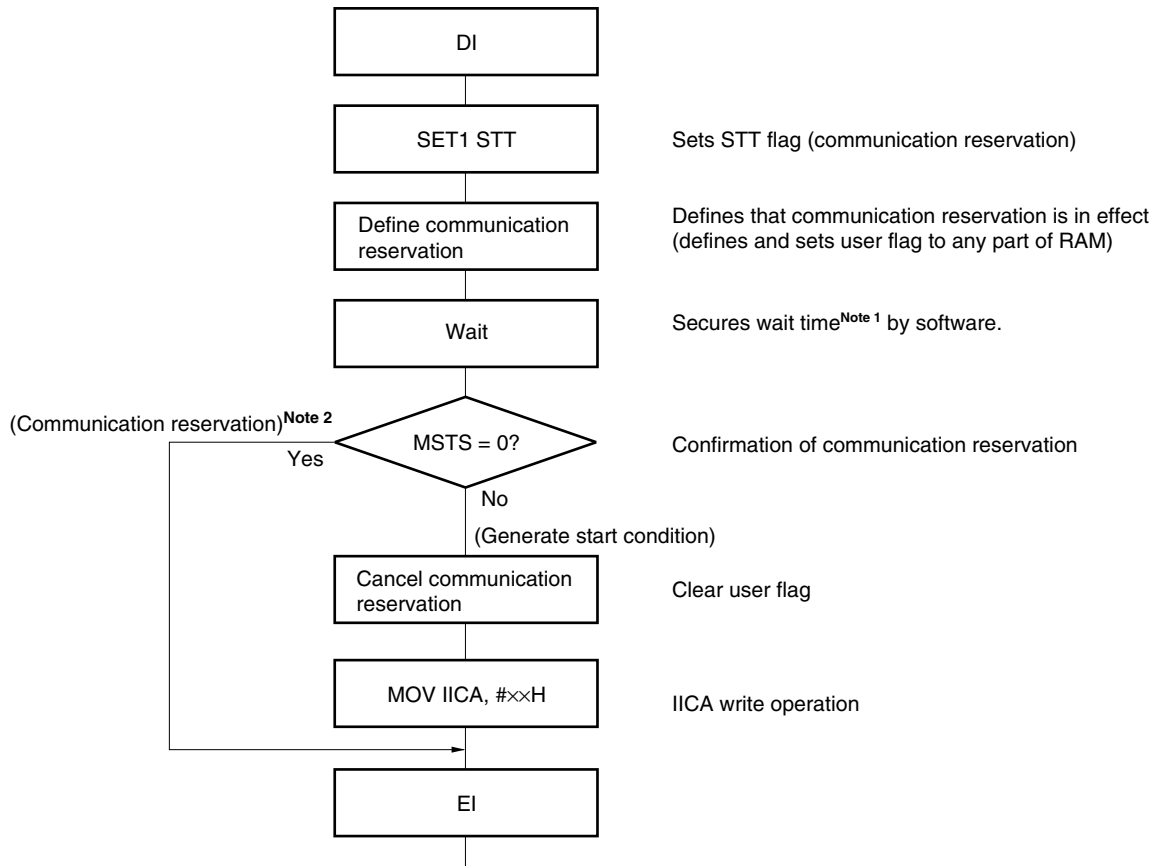 DI
SET1 STT
Sets STT flag (communication reservation)
Define communication
reservation
Defines that communication reservation is in effect
(defines and sets user flag to any part of RAM)
Wait
Secures wait timeNote 1 by software.
(Communication reservation)Note 2
MSTS = 0?
Confirmation of communication reservation
Yes
No
(Generate start condition)
Cancel communication
reservation
Clear user flag
MOV IICA, #××H
IICA write operation
EI